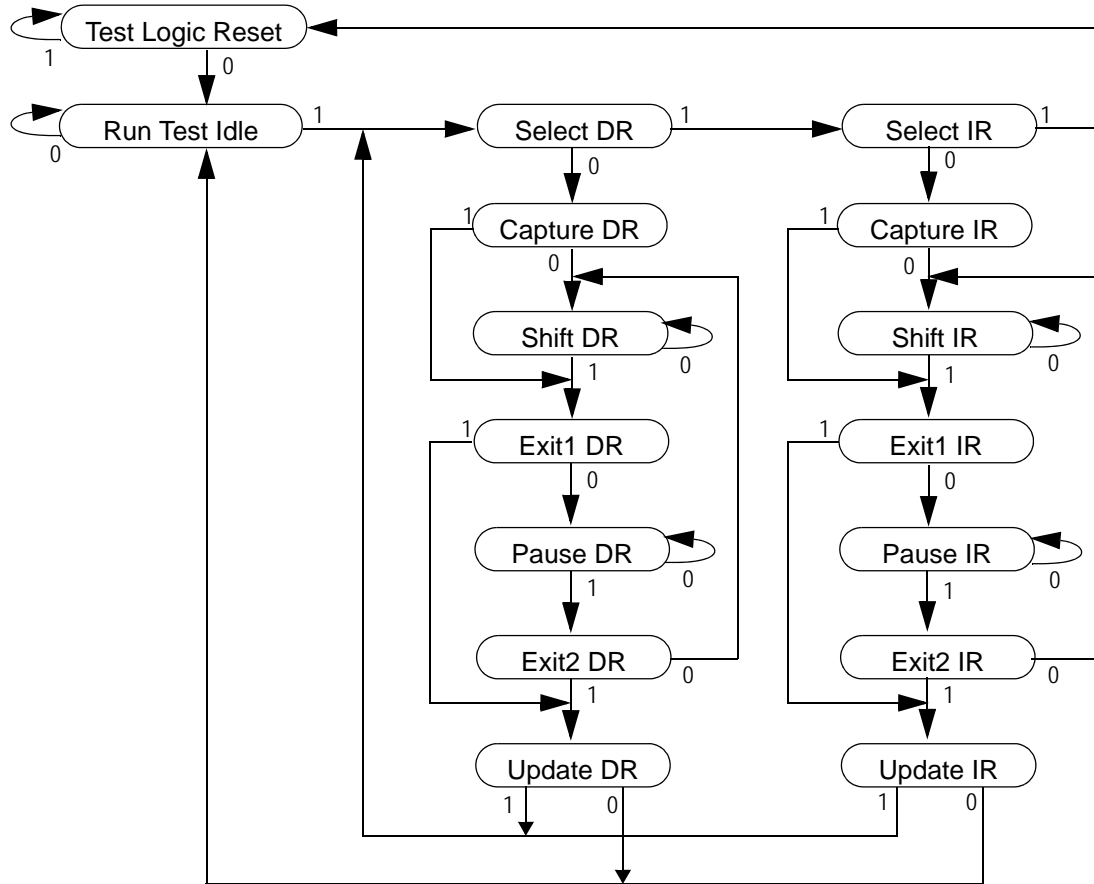 Test Logic Reset
1
0
Run Test Idle
1
0
Select DR
1
0
Select IR
1
0
1
Capture DR
0
1
Capture IR
0
Shift DR
0
1
Shift IR
0
1
1
Exit1 DR
0
1
Exit1 IR
0
Pause DR
0
1
Pause IR
0
1
Exit2 DR
0
1
Exit2 IR
0
1
Update DR
1
0
Update IR
1
0